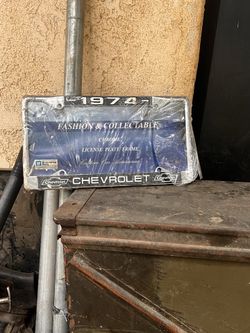 1974
FASHION & COLLECTABLE
CHROME
LICENSE PLATE FRAME
CHEVROLET